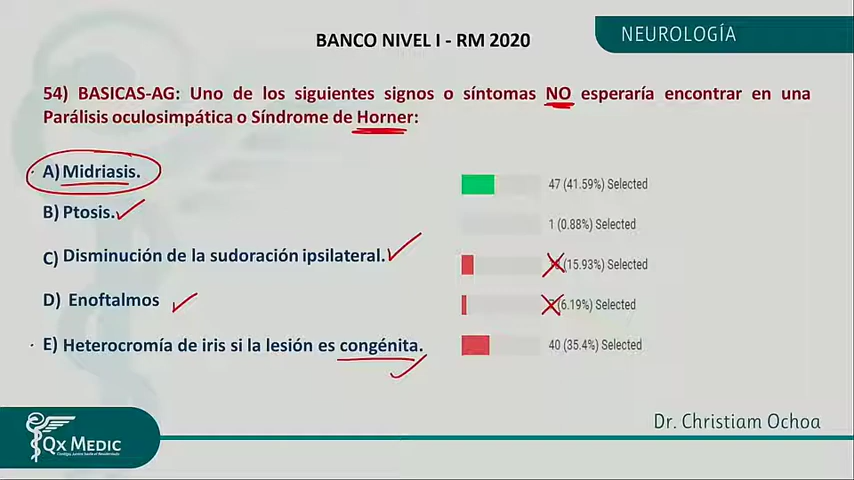 BANCO NIVEL I - RM 2020
NEUROLOGÍA
54) BASICAS-AG: Uno de los siguientes signos o síntomas NO esperaría encontrar en una
Parálisis oculosimpática o Síndrome de Horner:
A) Midriasis.
47 (41.59%) Selected
B) Ptosis.
1 (0.88%) Selected
C) Disminución de la sudoración ipsilateral.
(15.93%) Selected
D) Enoftalmos
(6.19%) Selected
E) Heterocromía de iris si la lesión es congénita.
40 (35.4%) Selected
Dr. Christiam Ochoa
QX MEDIC